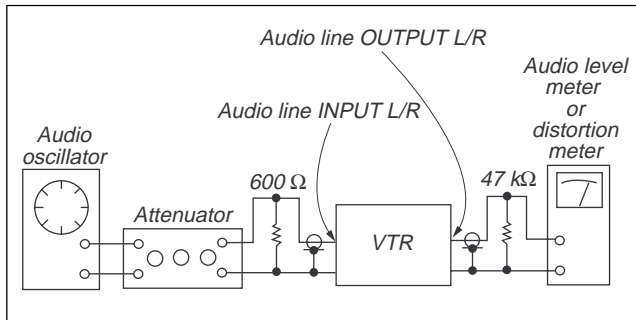 Audio line OUTPUT L/R
Audio line INPUT L/R
Audio level
meter
or
distortion
meter
Audio
oscillator
Attenuator
600 Ω
VTR
47 kΩ